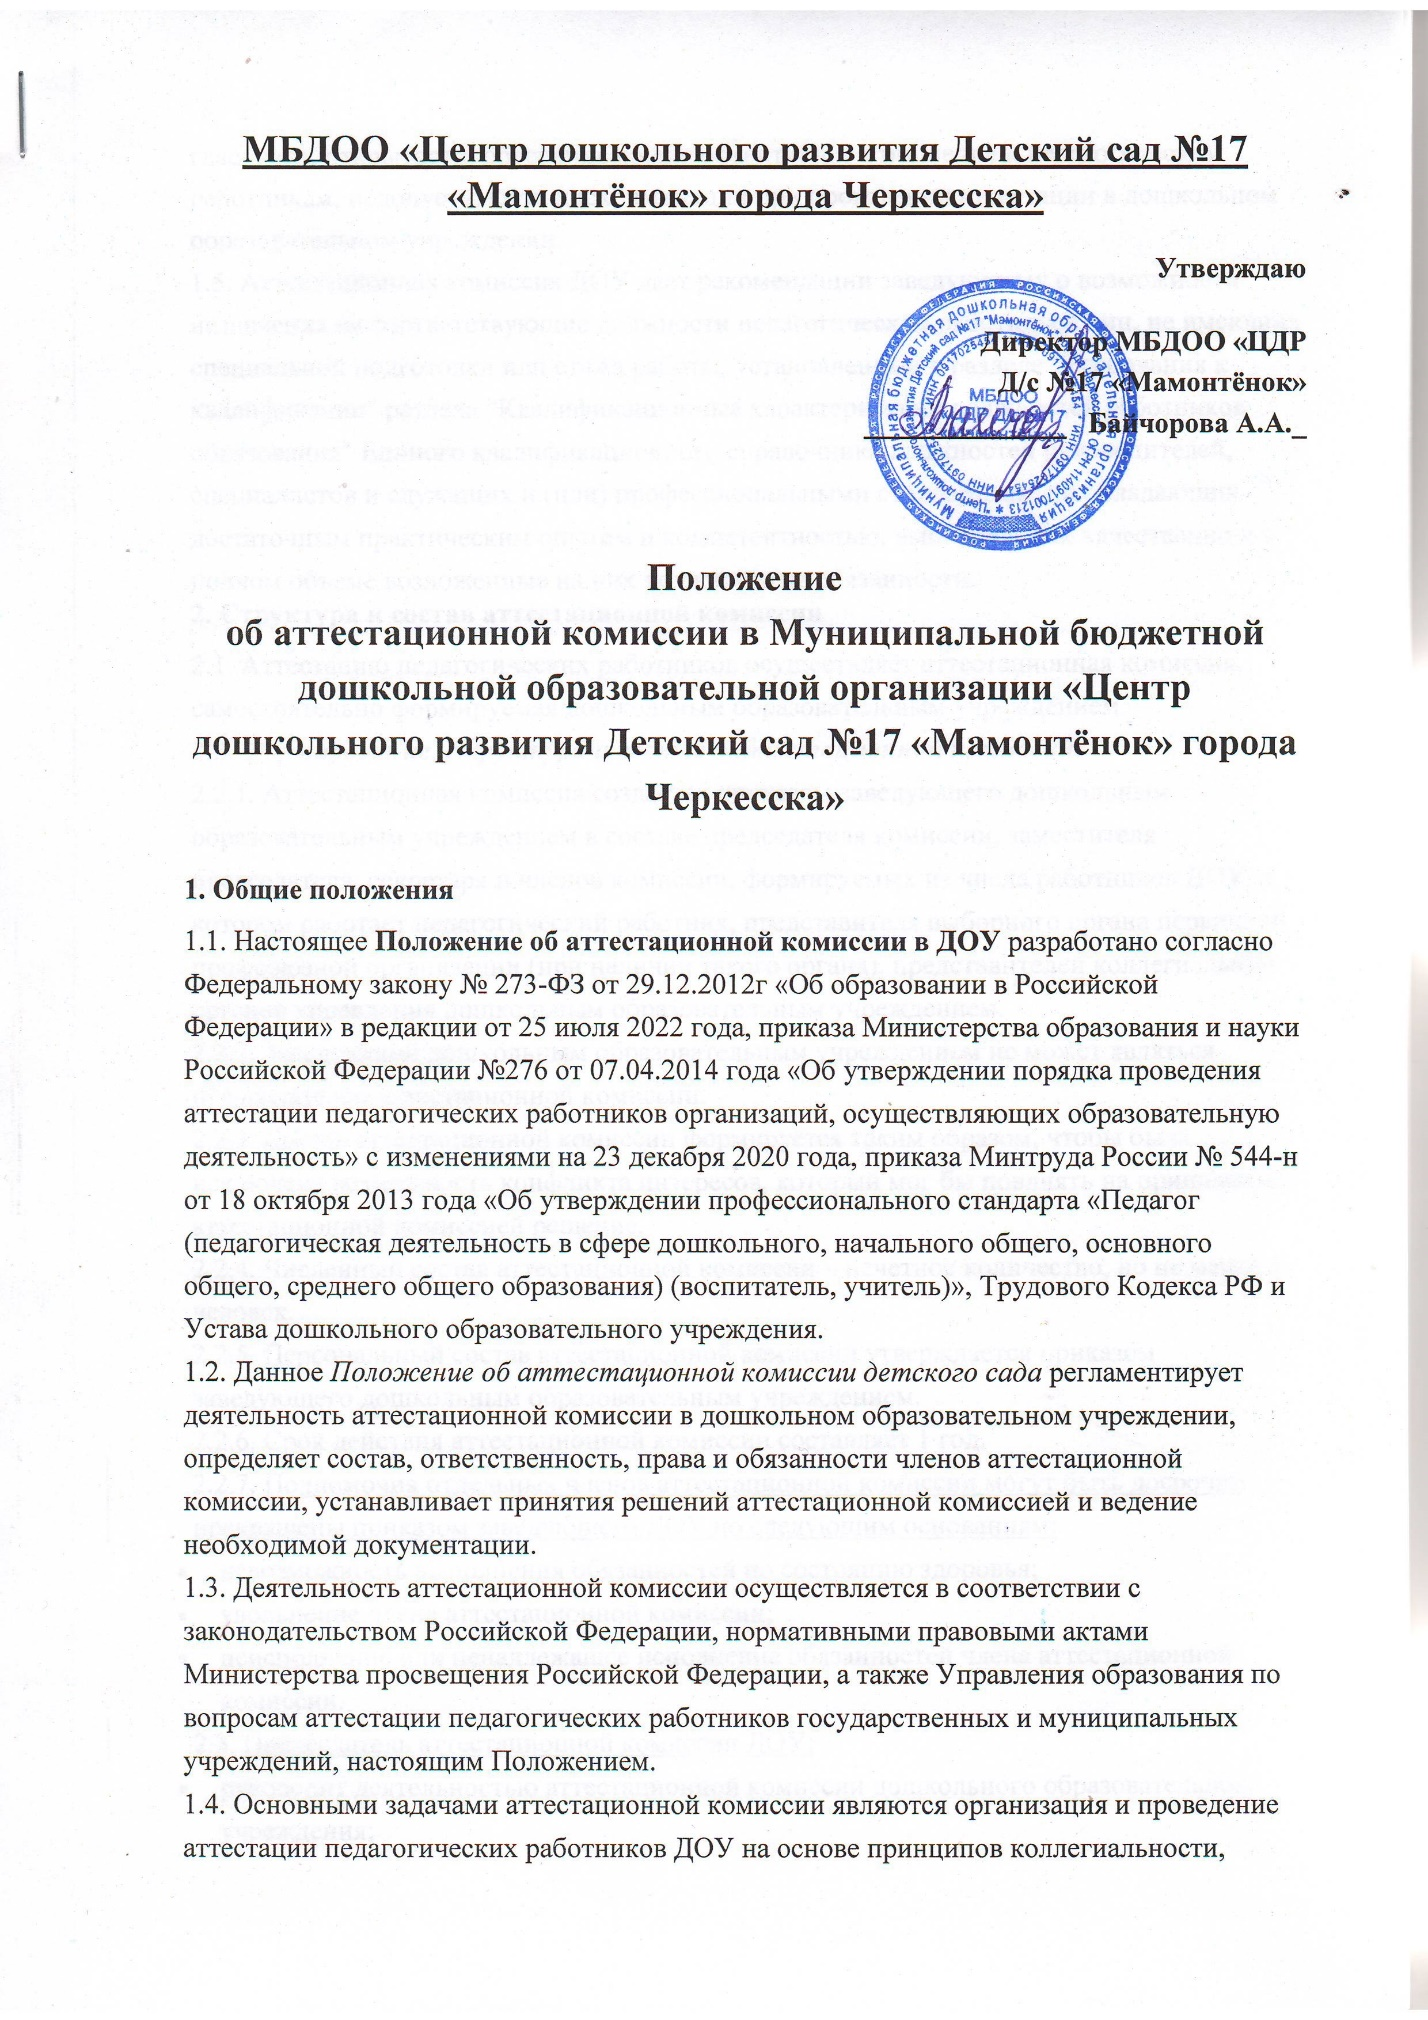 МБДОО «Центр дошкольного развития Детский сад №17
«Мамонтёнок» города Черкесска»
Утверждаю
Директор МБДОО «ЦДР
Д/с №17 «Мамонтёнок»
Байчорова А.А._
МБДОО
Положение
об аттестационной комиссии в Муниципальной бюджетной
дошкольной образовательной организации «Центр
дошкольного развития Детский сад №17 «Мамонтёнок» города
Черкесска»
1. Общие положения
1.1. Настоящее Положение об аттестационной комиссии в ДОУ разработано согласно
Федеральному закону № 273-ФЗ от 29.12.2012г «Об образовании в Российской
Федерации» в редакции от 25 июля 2022 года, приказа Министерства образования и науки
Российской Федерации №276 от 07.04.2014 года «Об утверждении порядка проведения
аттестации педагогических работников организаций, осуществляющих образовательную
деятельность» с изменениями на 23 декабря 2020 года, приказа Минтруда России № 544-н
от 18 октября 2013 года «Об утверждении профессионального стандарта «Педагог
(педагогическая деятельность в сфере дошкольного, начального общего, основного
общего, среднего общего образования) (воспитатель, учитель)», Трудового Кодекса РФ и
Устава дошкольного образовательного учреждения.
1.2. Данное Положение об аттестационной комиссии детского сада регламентирует
деятельность аттестационной комиссии в дошкольном образовательном учреждении,
определяет состав, ответственность, права и обязанности членов аттестационной
комиссии, устанавливает принятия решений аттестационной комиссией и ведение
необходимой документации.
1.3. Деятельность аттестационной комиссии осуществляется в соответствии с
законодательством Российской Федерации, нормативными правовыми актами
Министерства просвещения Российской Федерации, а также Управления образования по
вопросам аттестации педагогических работников государственных и муниципальных
учреждений, настоящим Положением.
1.4. Основными задачами аттестационной комиссии являются организация и проведение
аттестации педагогических работников ДОУ на основе принципов коллегиальности,